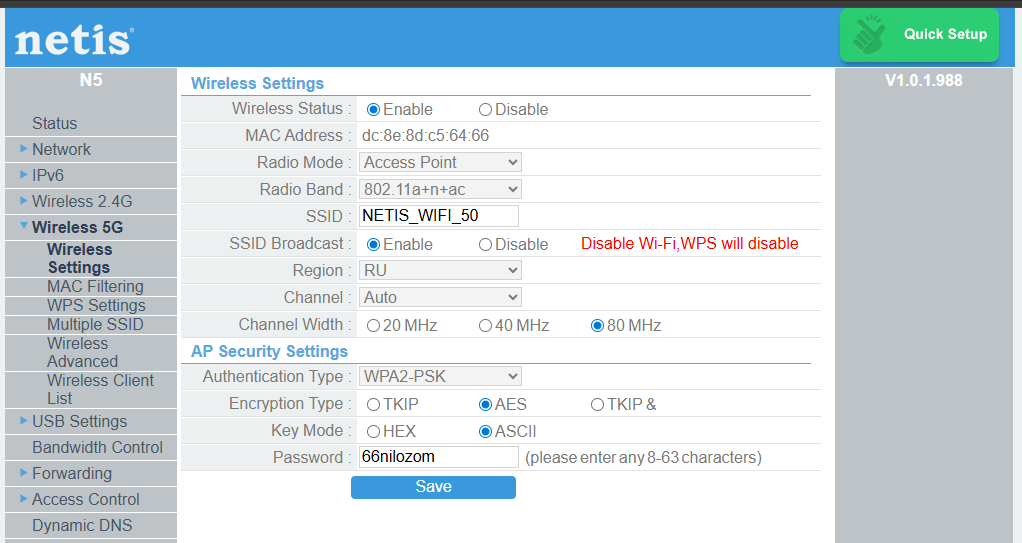 netis
Quick Setup
N5
V1.0.1.988
Status
Network
IPv6
Wireless 2.4G
Wireless 5G
Wireless
Settings
MAC Filtering
WPS Settings
Multiple SSID
Wireless
Advanced
Wireless Client
List
USB Settings
Bandwidth Control
Forwarding
Access Control
Dynamic DNS
Wireless Settings
Wireless Status : Enable Disable
MAC Address : dc:8e:8d:c5:64:66
Radio Mode : Access Point
Radio Band : 802.11a+n+ac
SSID : NETIS_WIFI_50
SSID Broadcast : Enable Disable Disable Wi-Fi,WPS will disable
Region : RU
Channel : Auto
Channel Width : 20 MHz 40 MHz 80 MHz
AP Security Settings
Authentication Type : WPA2-PSK
Encryption Type : TKIP AES TKIP &
Key Mode : HEX ASCII
Password : 66nilozom (please enter any 8-63 characters)
Save